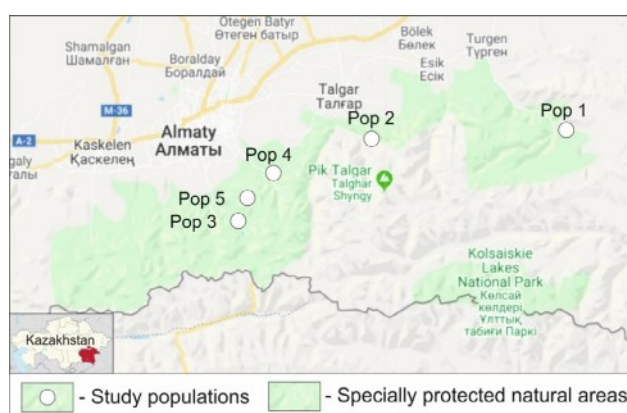 Otegen Batyr
Өтеген батыр
Bölek
Бөлек
Turgen
Түрген
Shamalgan
Шамалған
Boralday
Боралдай
Esik
Есік
Talgar
Талғар
M-36
A-2
Almaty
Алматы
Kaskelen
Қаскелең
galy
ғалы
Pop 1
Pop 2
Pop 4
Pik Talgar
Talghar
Shyngy
Pop 5
Pop 3
Kolsaiskie
Lakes
National Park
Көлсай
көлдері
Ұлттық
табиғи Паркі
Kazakhstan
- Study populations
- Specially protected natural areas